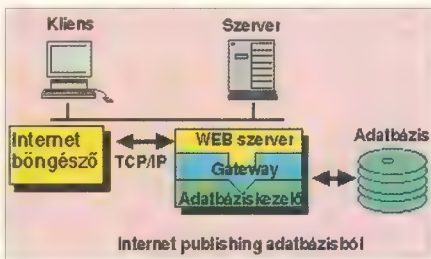 Kliens
Szerver
Internet
böngésző
TCP/IP
WEB szerver
Gateway
Adatbáziskezelő
Adatbázis
Internet publishing adatbázisból